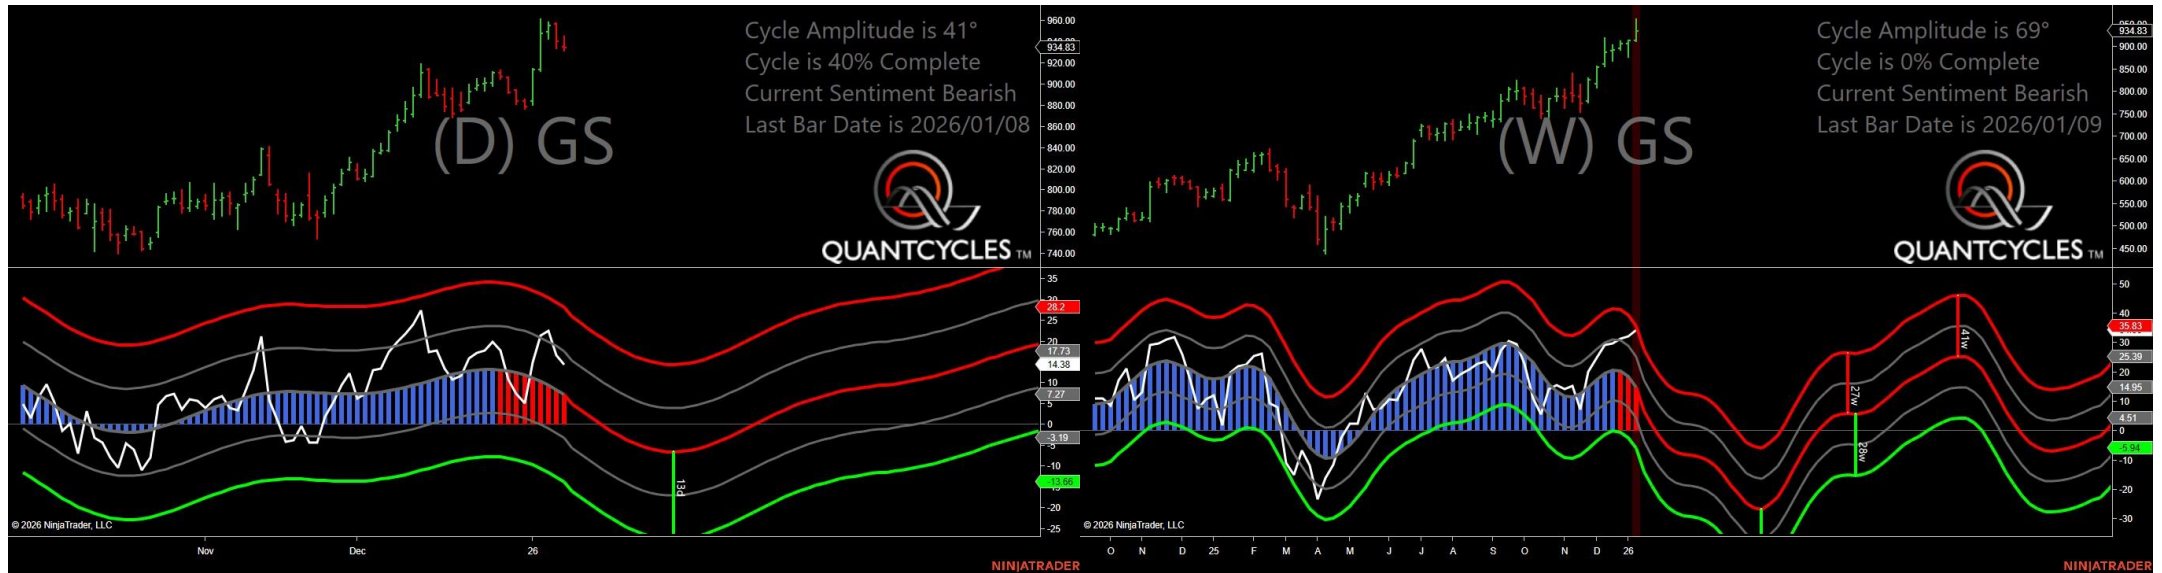 Cycle Amplitude is 41°
Cycle is 40% Complete
Current Sentiment Bearish
Last Bar Date is 2026/01/08
(D) GS
QUANTCYCLES TM
960.00
934.83
920.00
900.00
880.00
860.00
840.00
820.00
800.00
780.00
760.00
740.00
35
28.2
25
20
17.73
14.38
10
7.27
0
-3.19
-5
-10
-13.66
-20
-25
13d
© 2026 NinjaTrader, LLC
Nov
Dec
26
NINJATRADER
Cycle Amplitude is 69°
Cycle is 0% Complete
Current Sentiment Bearish
Last Bar Date is 2026/01/09
(W) GS
QUANTCYCLES TM
934.83
900.00
850.00
800.00
750.00
700.00
650.00
600.00
550.00
500.00
450.00
50
40
35.83
30
25.39
20
14.95
10
4.51
0
-5.94
-10
-20
-30
27w
28w
41w
© 2026 NinjaTrader, LLC
O N D 25 F M A M J J A S O N D 26
NINJATRADER